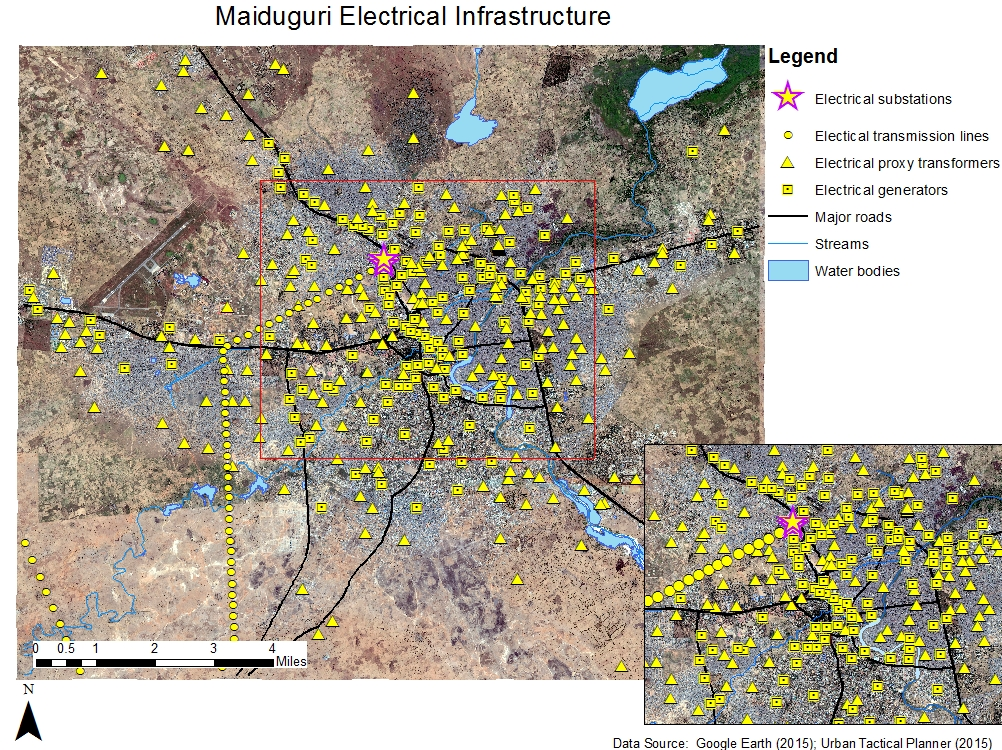 Maiduguri Electrical Infrastructure
Legend
Electrical substations
Electical transmission lines
Electrical proxy transformers
Electrical generators
Major roads
Streams
Water bodies
0 0.5 1 2 3 4
Miles
N
Data Source: Google Earth (2015); Urban Tactical Planner (2015)